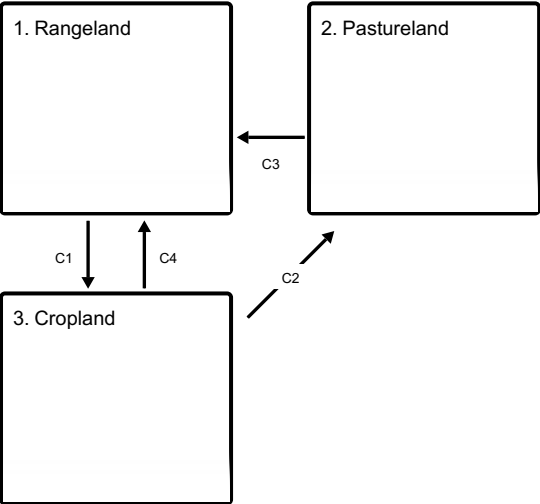 1. Rangeland
2. Pastureland
C3
C1
C4
C2
3. Cropland